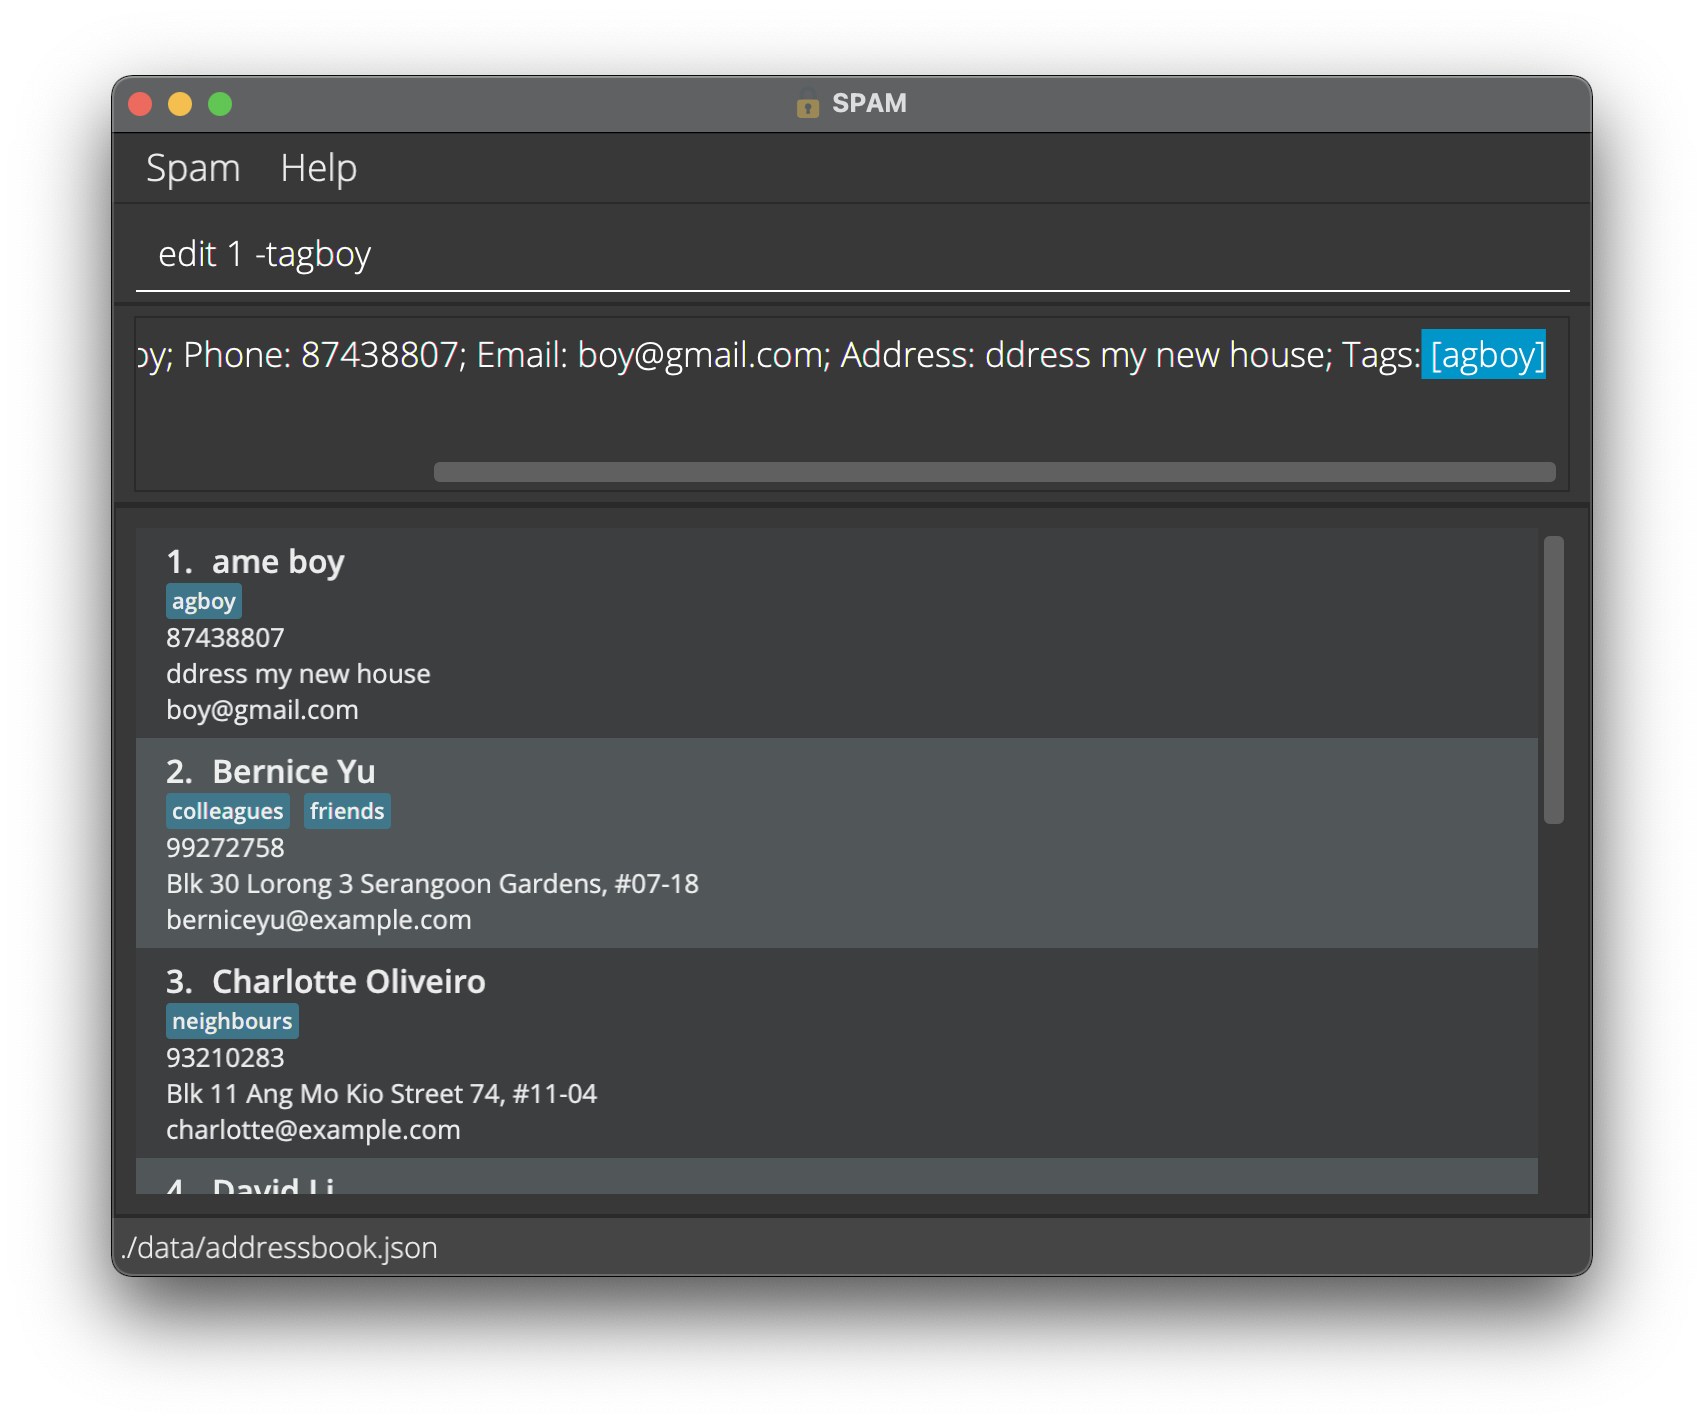 SPAM
Spam Help
edit 1 -tagboy
oy; Phone: 87438807; Email: boy@gmail.com; Address: ddress my new house; Tags: [agboy]
1. ame boy
agboy
87438807
ddress my new house
boy@gmail.com
2. Bernice Yu
colleagues friends
99272758
Blk 30 Lorong 3 Serangoon Gardens, #07-18
berniceyu@example.com
3. Charlotte Oliveiro
neighbours
93210283
Blk 11 Ang Mo Kio Street 74, #11-04
charlotte@example.com
4. David Li
./data/addressbook.json